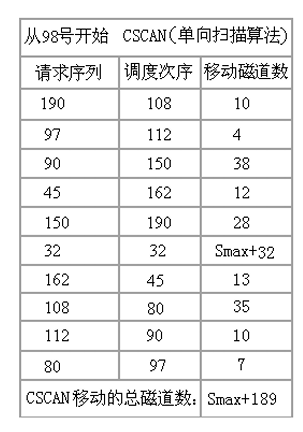 从98号开始 CSCAN(单向扫描算法)
请求序列 调度次序 移动磁道数
190 108 10
97 112 4
90 150 38
45 162 12
150 190 28
32 32 Smax+32
162 45 13
108 80 35
112 90 10
80 97 7
CSCAN移动的总磁道数: Smax+189